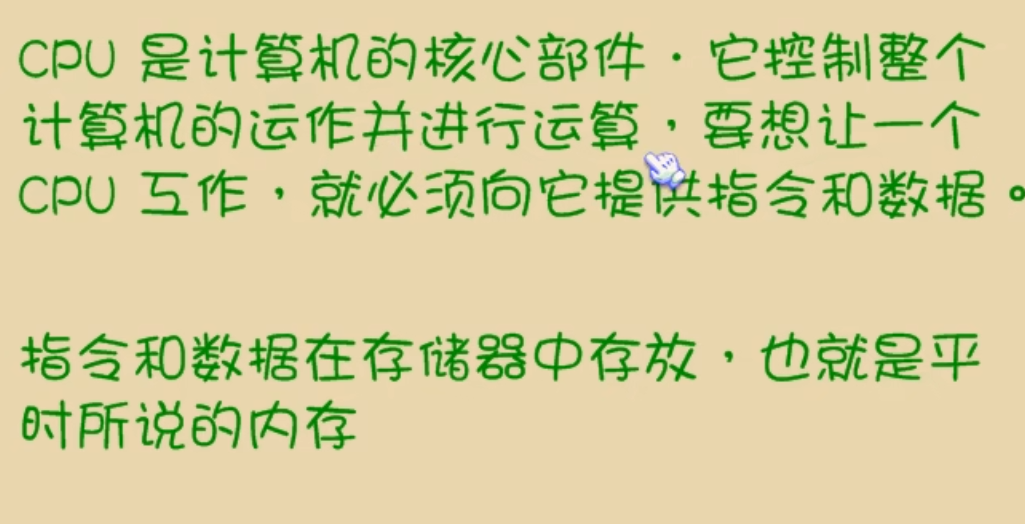 CPU 是计算机的核心部件.它控制整个
计算机的运作并进行运算,要想让一个
CPU 工作,就必须向它提供指令和数据。
指令和数据在存储器中存放,也就是平
时所说的内存